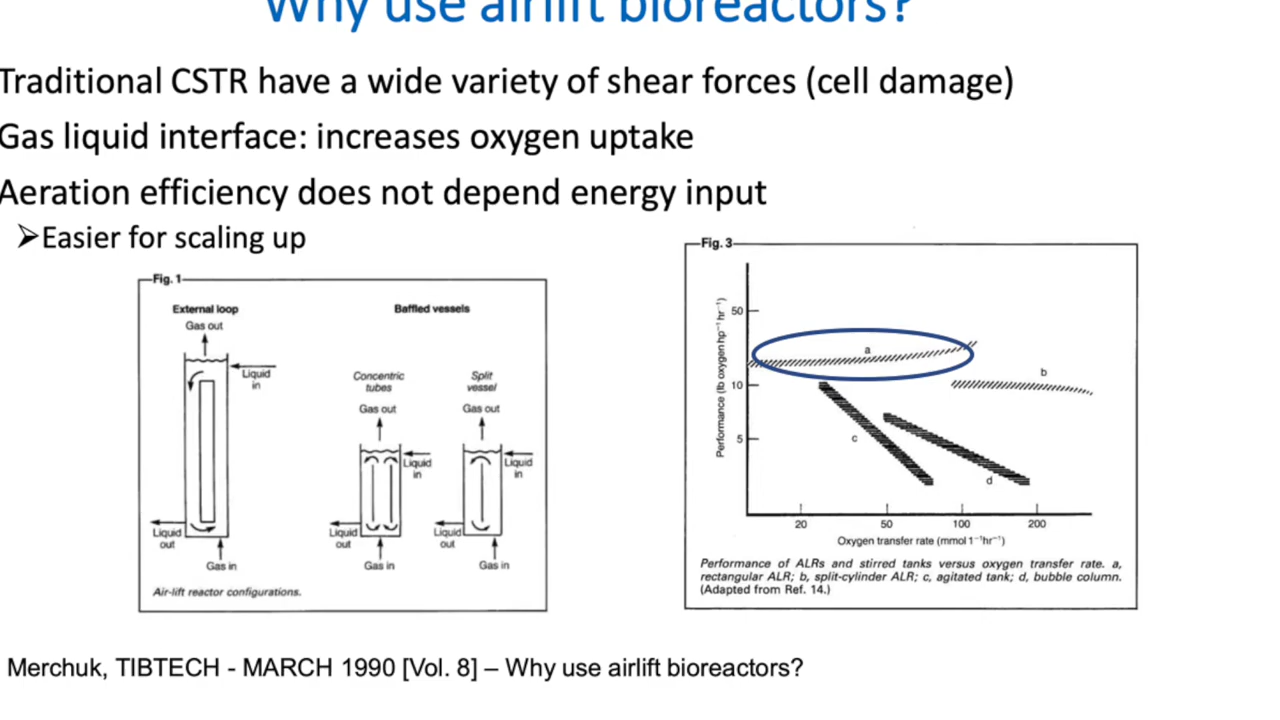 Why use airlift bioreactors?
Traditional CSTR have a wide variety of shear forces (cell damage)
Gas liquid interface: increases oxygen uptake
Aeration efficiency does not depend energy input
➢Easier for scaling up
Fig. 1
External loop
Baffled vessels
Gas out
Liquid
in
Concentric
tubes
Split
vessel
Gas out
Gas out
Liquid
in
Liquid
in
Liquid
out
Liquid
out
Liquid
out
Gas in
Gas in
Gas in
Air-lift reactor configurations.
Fig. 3
Performance (lb oxygen hp⁻¹ hr⁻¹)
50
10
5
a
b
c
d
20
50
100
200
Oxygen transfer rate (mmol 1⁻¹hr⁻¹)
Performance of ALRs and stirred tanks versus oxygen transfer rate. a,
rectangular ALR; b, split-cylinder ALR; c, agitated tank; d, bubble column.
(Adapted from Ref. 14.)
Merchuk, TIBTECH - MARCH 1990 [Vol. 8] – Why use airlift bioreactors?